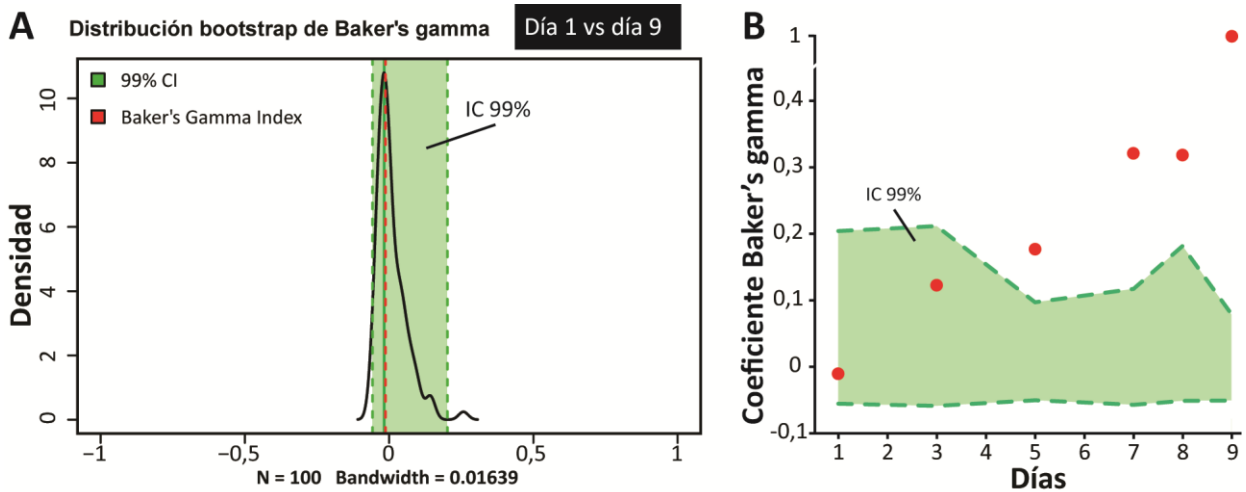 A
Distribución bootstrap de Baker's gamma
Día 1 vs día 9
99% CI
Baker's Gamma Index
IC 99%
Densidad
10
8
6
4
2
0
−1
−0,5
0
0,5
1
N = 100 Bandwidth = 0.01639
B
Coeficiente Baker's gamma
1
0,4
0,3
0,2
0,1
0
-0,1
IC 99%
1 2 3 4 5 6 7 8 9
Días